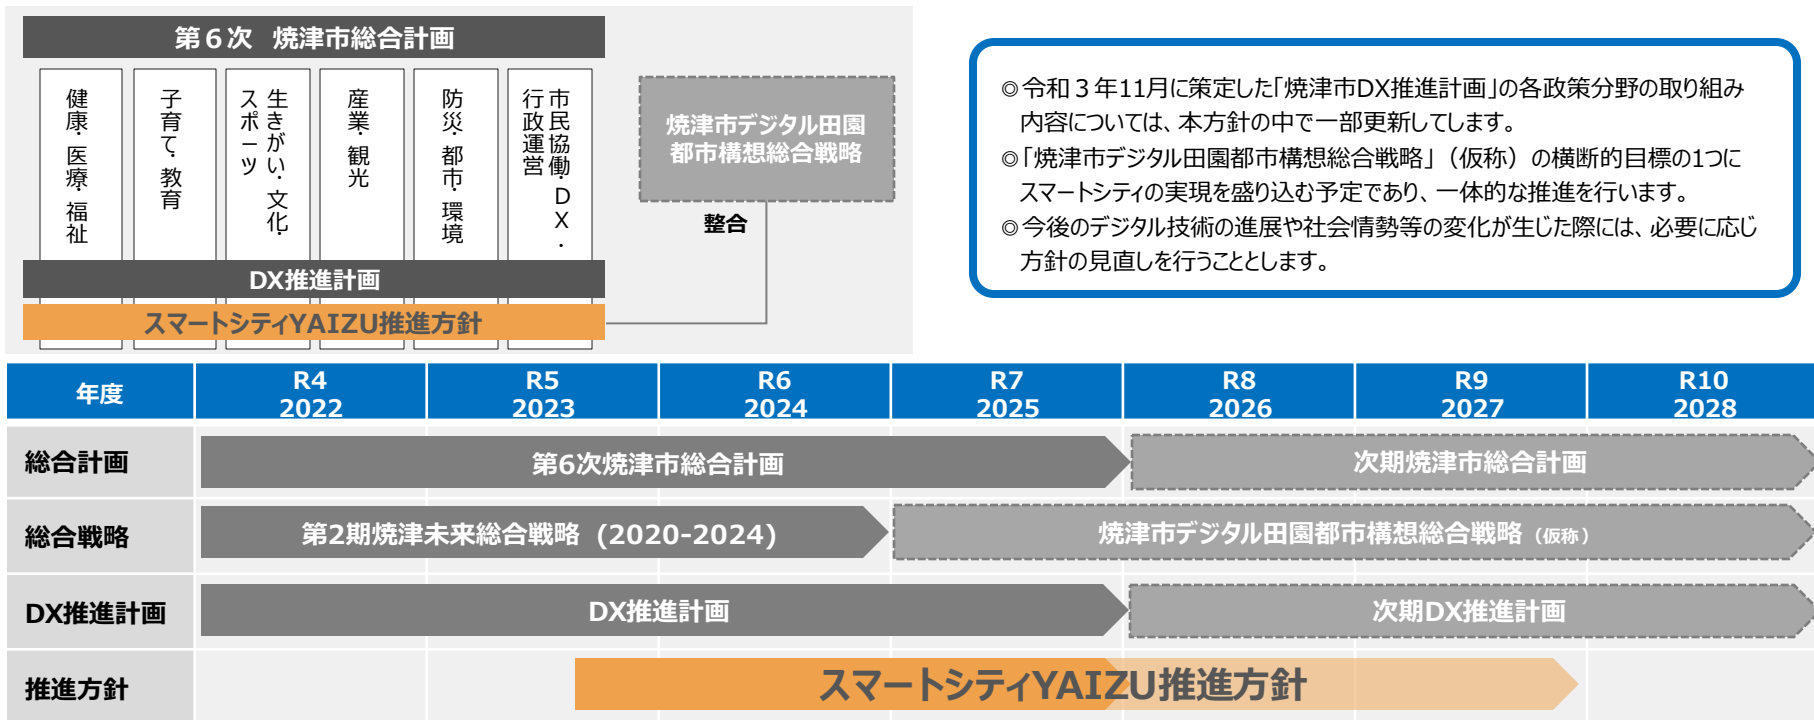 第６次 焼津市総合計画
健康・医療・福祉
子育て・教育
生きがい・文化・
スポーツ
産業・観光
防災・都市・環境
市民協働・ＤＸ・
行政運営
DX推進計画
スマートシティYAIZU推進方針
焼津市デジタル田園
都市構想総合戦略
整合
◎令和３年11月に策定した「焼津市DX推進計画」の各政策分野の取り組み
内容については、本方針の中で一部更新してします。
◎「焼津市デジタル田園都市構想総合戦略」（仮称）の横断的目標の1つに
スマートシティの実現を盛り込む予定であり、一体的な推進を行います。
◎今後のデジタル技術の進展や社会情勢等の変化が生じた際には、必要に応じ
方針の見直しを行うこととします。
年度
R4
2022
R5
2023
R6
2024
R7
2025
R8
2026
R9
2027
R10
2028
総合計画
第6次焼津市総合計画
次期焼津市総合計画
総合戦略
第2期焼津未来総合戦略 (2020-2024)
焼津市デジタル田園都市構想総合戦略（仮称）
DX推進計画
DX推進計画
次期DX推進計画
推進方針
スマートシティYAIZU推進方針